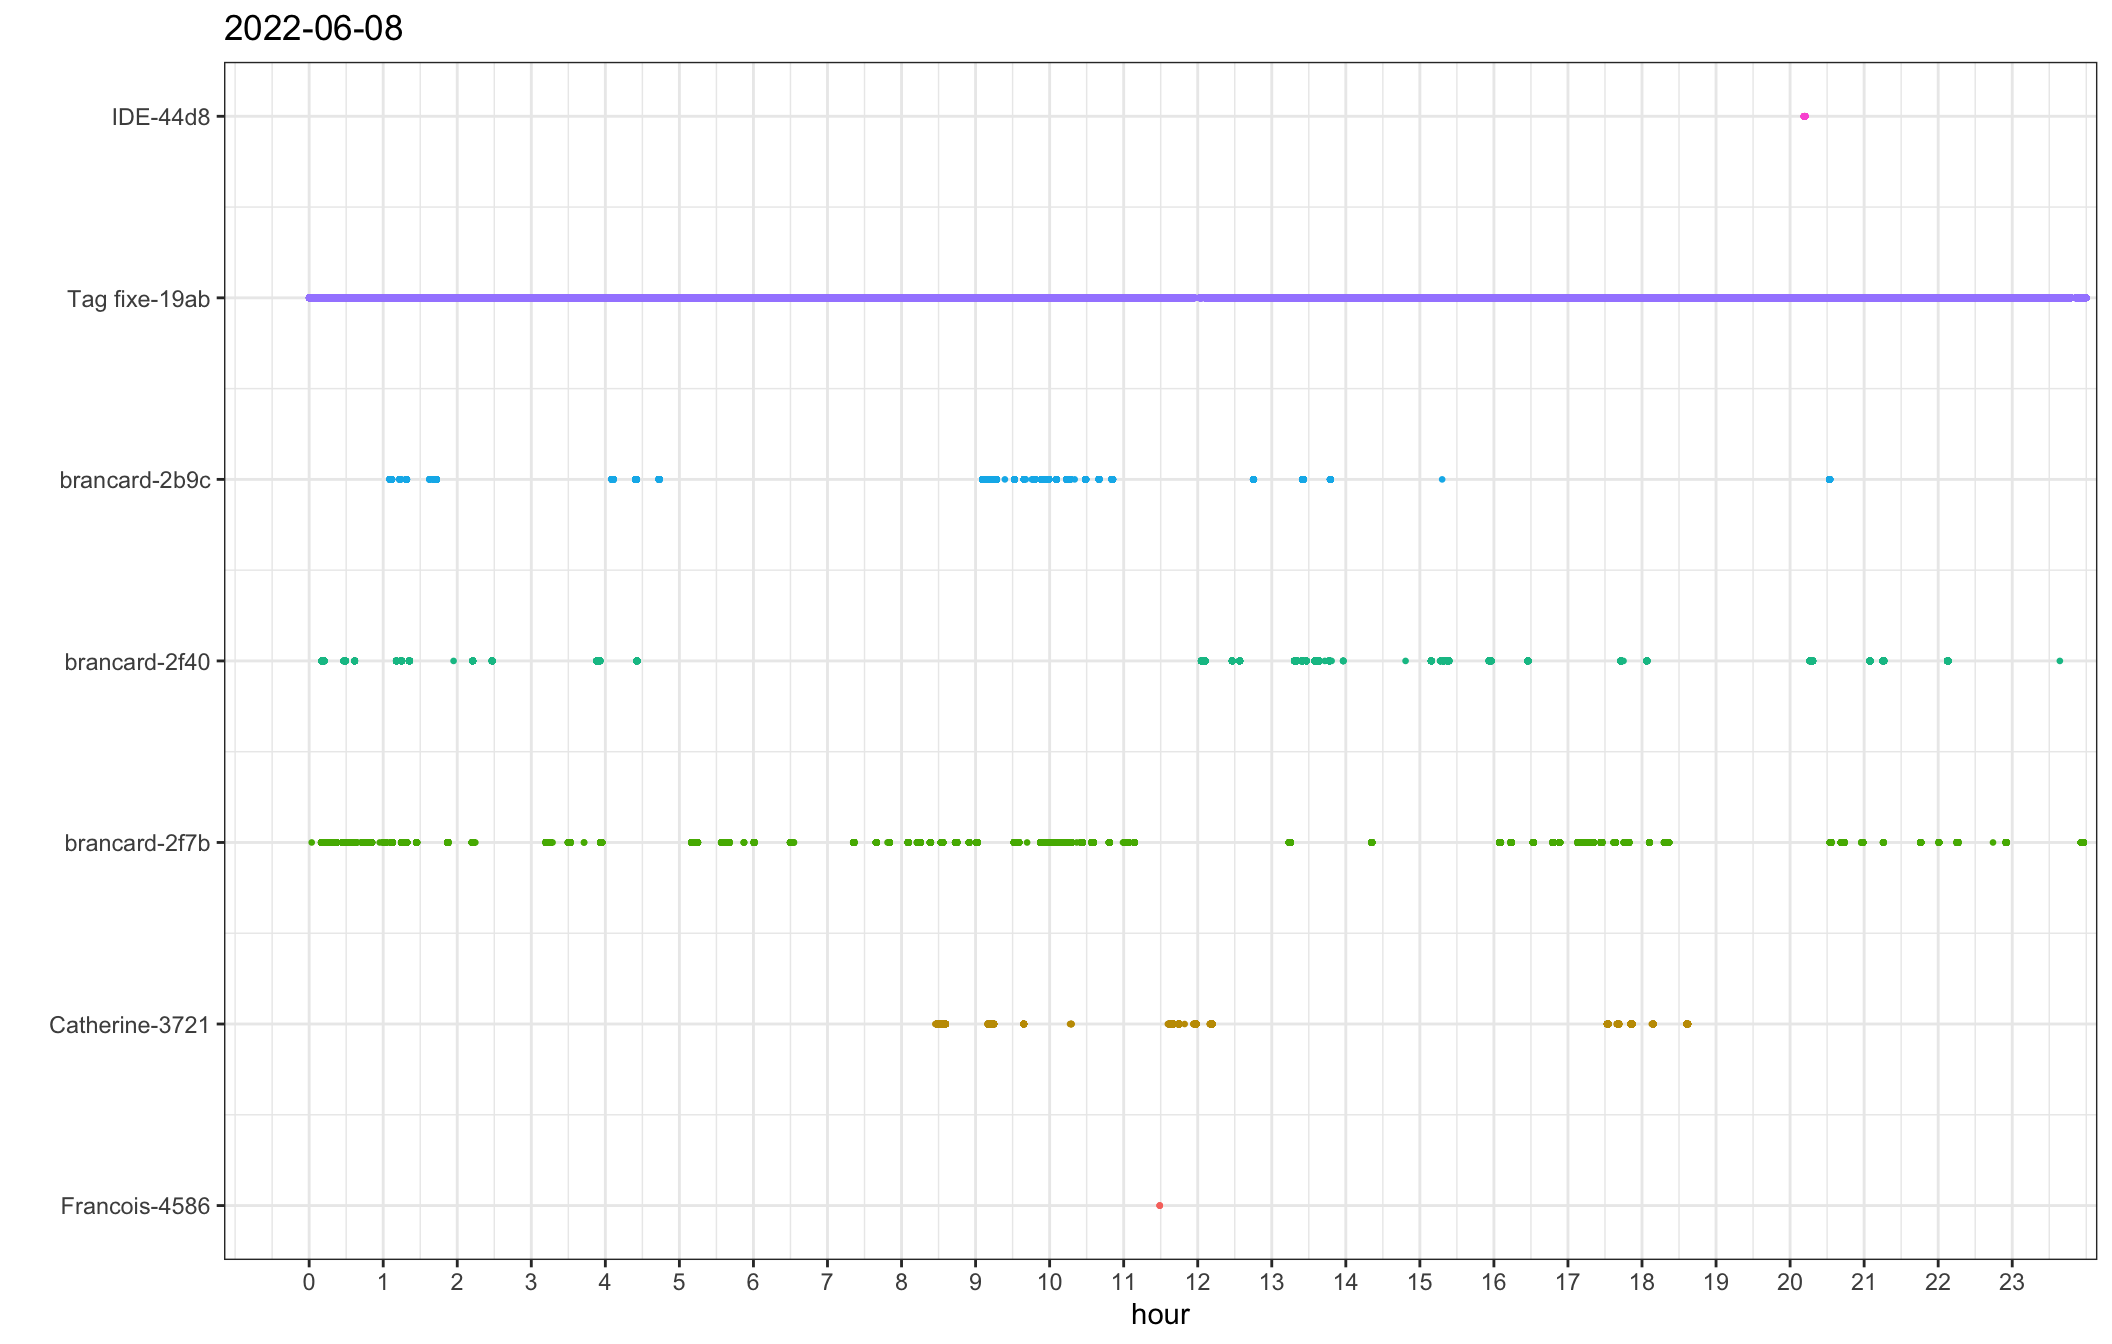 2022-06-08
IDE-44d8
Tag fixe-19ab
brancard-2b9c
brancard-2f40
brancard-2f7b
Catherine-3721
Francois-4586
0 1 2 3 4 5 6 7 8 9 10 11 12 13 14 15 16 17 18 19 20 21 22 23
hour